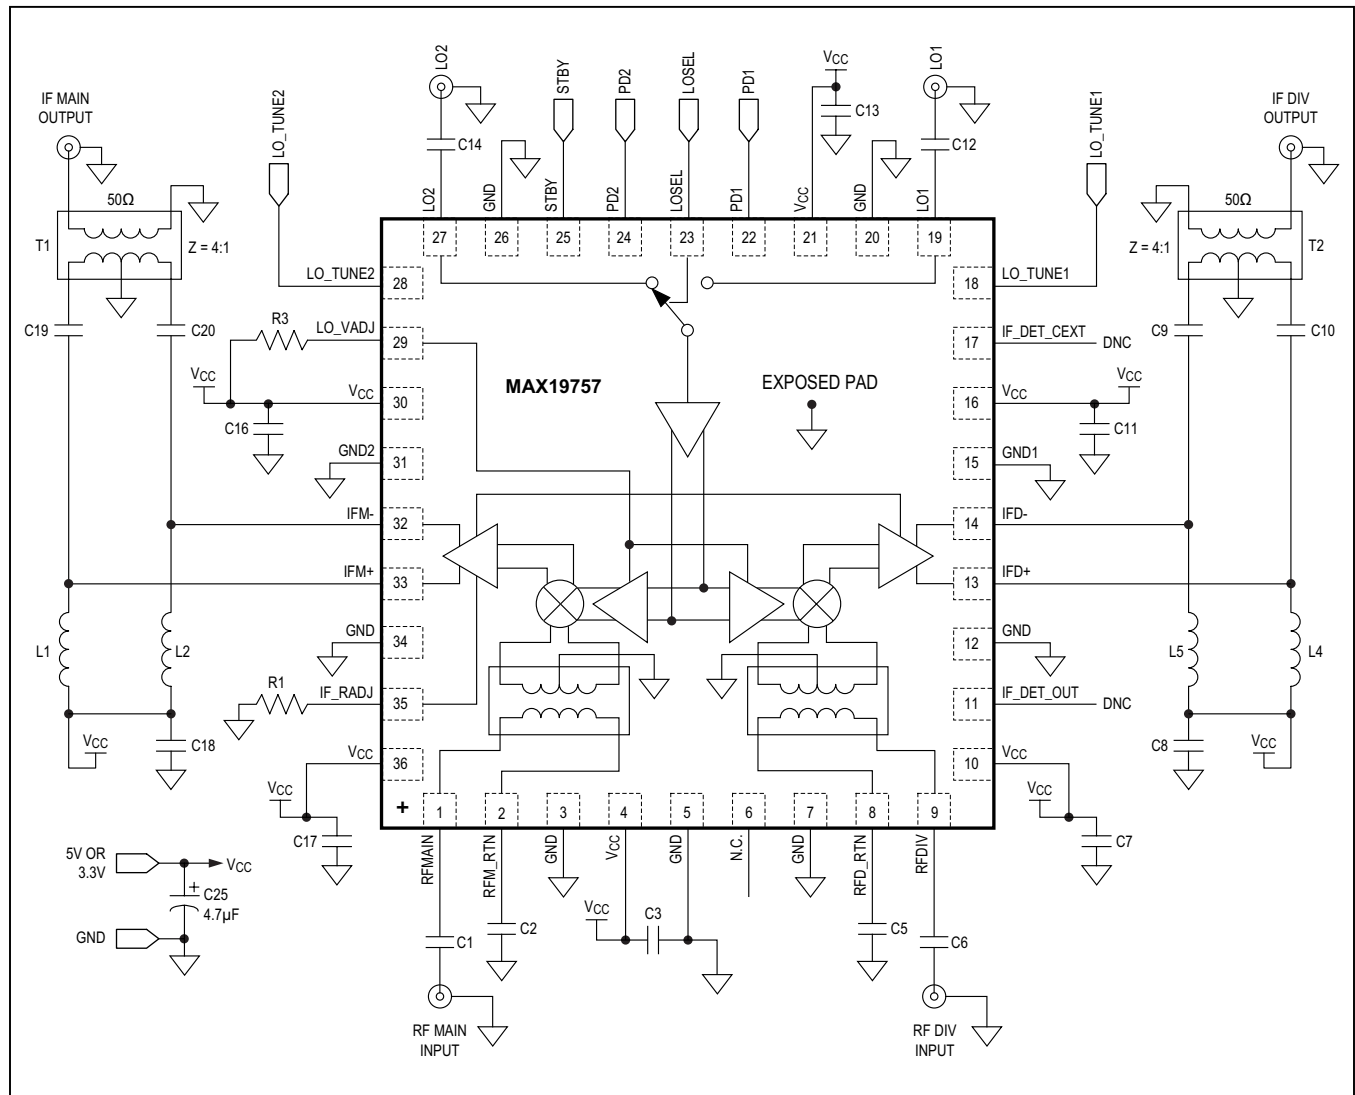 IF MAIN
OUTPUT
LO_TUNE2
LO2
STBY
PD2
LOSEL
PD1
VCC
C13
LO1
LO_TUNE1
IF DIV
OUTPUT
C14
C12
50Ω
T1
Z = 4:1
LO2
GND
STBY
PD2
LOSEL
PD1
VCC
GND
LO1
50Ω
Z = 4:1
T2
27
26
25
24
23
22
21
20
19
LO_TUNE2
28
18
LO_TUNE1
C19
C20
R3
LO_VADJ
29
17
IF_DET_CEXT
DNC
C9
C10
VCC
VCC
30
MAX19757
EXPOSED PAD
16
VCC
VCC
C16
C11
GND2
31
15
GND1
IFM-
32
14
IFD-
IFM+
33
13
IFD+
L1
L2
GND
34
12
GND
L5
L4
R1
IF_RADJ
35
11
IF_DET_OUT
DNC
VCC
C18
VCC
36
10
VCC
C8
VCC
VCC
C17
+
1
2
3
4
5
6
7
8
9
VCC
C7
RFMAIN
RFM_RTN
GND
VCC
GND
N.C.
GND
RFD_RTN
RFDIV
5V OR
3.3V
VCC
+
C25
4.7µF
GND
C1
C2
VCC
C3
C5
C6
RF MAIN
INPUT
RF DIV
INPUT